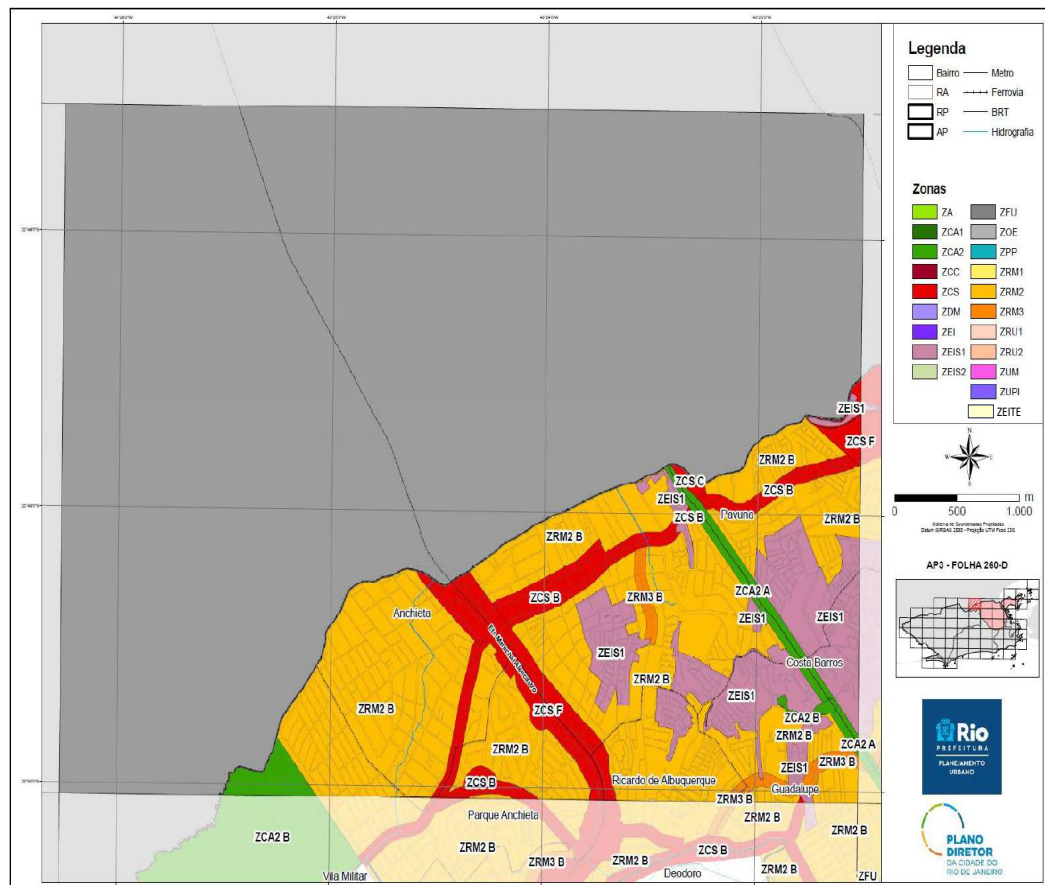 Legenda
Bairro
Metro
RA
Ferrovia
RP
BRT
AP
Hidrografia
Zonas
ZA
ZFU
ZCA1
ZOE
ZCA2
ZPP
ZCC
ZRM1
ZCS
ZRM2
ZDM
ZRM3
ZEI
ZRU1
ZEIS1
ZRU2
ZEIS2
ZUM
ZUPI
ZEITE
N
W
E
S
m
0 500 1.000
AP3 - FOLHA 260-D
Rio
PREFEITURA
PLANEJAMENTO
URBANO
PLANO
DIRETOR
DA CIDADE DO
RIO DE JANEIRO
ZEIS1
ZCS F
ZRM2 B
ZCS C
ZEIS1
ZCS B
ZCS B
Pavuna
ZRM2 B
ZRM2 B
ZCS B
ZRM3 B
ZCA2 A
ZEIS1
ZEIS1
Anchieta
ZEIS1
Costa Barros
ZRM2 B
ZEIS1
ZRM2 B
ZCS F
ZCA2 B
ZRM2 B
ZCA2 A
ZRM2 B
ZEIS1
ZRM3 B
ZCS B
Ricardo de Albuquerque
Guadalupe
ZRM3 B
Parque Anchieta
ZRM2 B
ZCA2 B
ZRM2 B
ZCS B
ZRM2 B
ZRM3 B
ZRM2 B
Vila Militar
Deodoro
ZFU